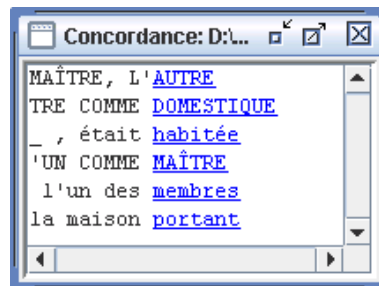 Concordance: D:\...
MAÎTRE, L'AUTRE
TRE COMME DOMESTIQUE
_ , était habitée
'UN COMME MAÎTRE
l'un des membres
la maison portant